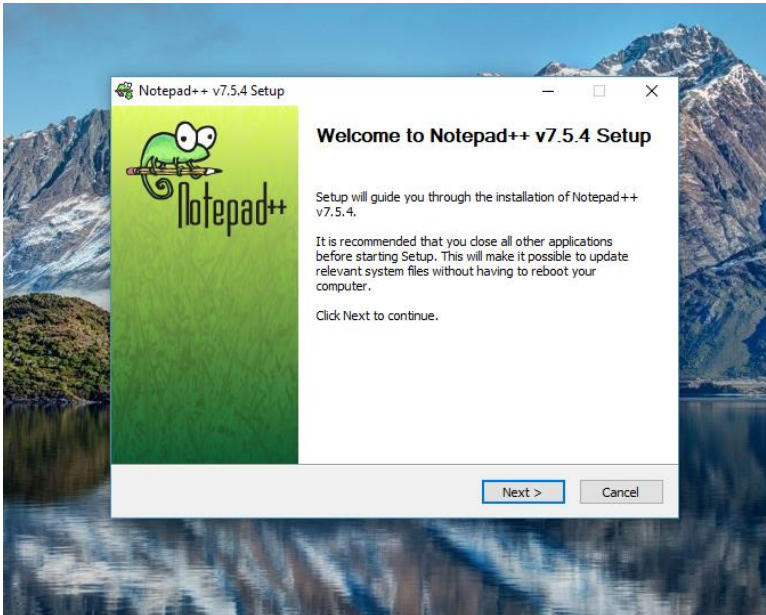 Notepad++ v7.5.4 Setup
Notepad++
Welcome to Notepad++ v7.5.4 Setup
Setup will guide you through the installation of Notepad++
v7.5.4.
It is recommended that you close all other applications
before starting Setup. This will make it possible to update
relevant system files without having to reboot your
computer.
Click Next to continue.
Next >
Cancel